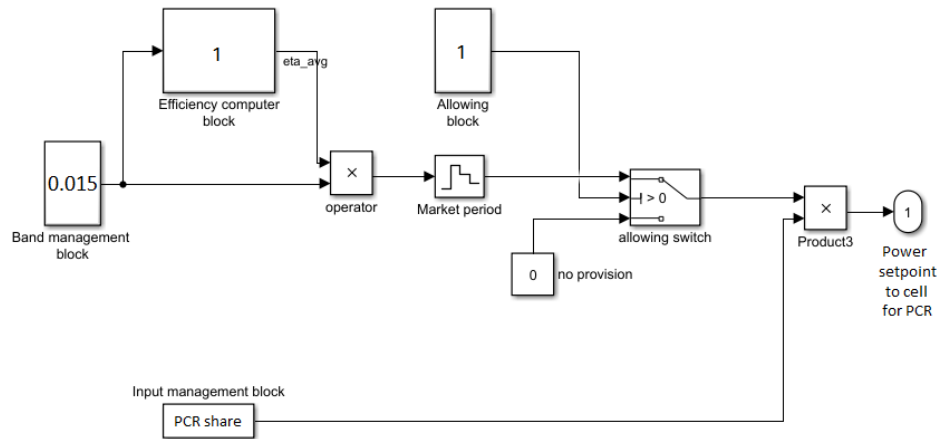 1
eta_avg
Efficiency computer
block
1
Allowing
block
0.015
Band management
block
×
operator
Market period
> 0
allowing switch
×
Product3
1
Power
setpoint
to cell
for PCR
0
no provision
Input management block
PCR share